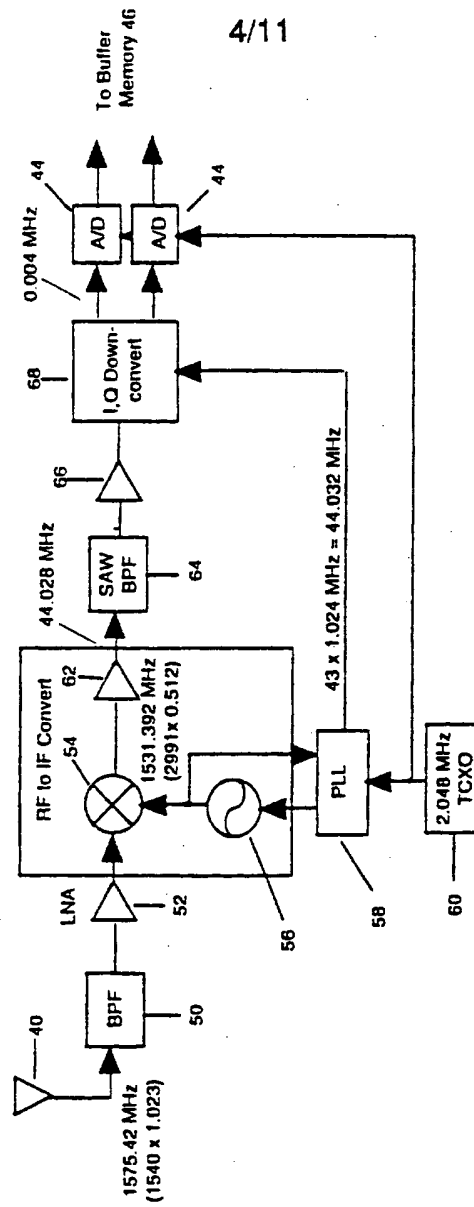 4/11
40
1575.42 MHz
(1540 x 1.023)
BPF
50
LNA
52
RF to IF Convert
54
62
1531.392 MHz
(2991x 0.512)
56
44.028 MHz
SAW
BPF
64
66
68
I,Q Down-
convert
0.004 MHz
44
A/D
A/D
44
To Buffer
Memory 46
PLL
58
43 x 1.024 MHz = 44.032 MHz
2.048 MHz
TCXO
60